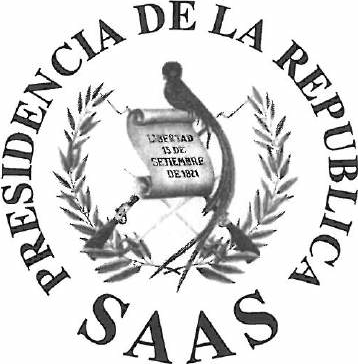 PRESIDENCIA DE LA REPUBLICA
LIBERTAD
15 DE
SETIEMBRE
DE 1821
SAAS